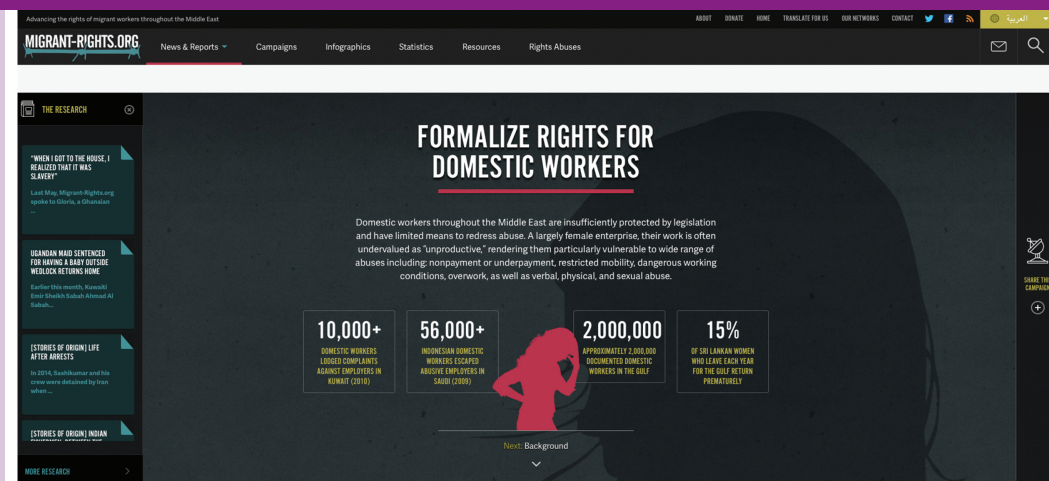 Advancing the rights of migrant workers throughout the Middle East
ABOUT DONATE HOME TRANSLATE FOR US OUR NETWORKS CONTACT العربية
MIGRANT-RIGHTS.ORG
News & Reports Campaigns Infographics Statistics Resources Rights Abuses
THE RESEARCH
"WHEN I GOT TO THE HOUSE, I
REALIZED THAT IT WAS
SLAVERY"
Last May, Migrant-Rights.org
spoke to Gloria, a Ghanaian
...
UGANDAN MAID SENTENCED
FOR HAVING A BABY OUTSIDE
WEDLOCK RETURNS HOME
Earlier this month, Kuwaiti
Emir Sheikh Sabah Ahmad Al
Sabah...
[STORIES OF ORIGIN] LIFE
AFTER ARRESTS
In 2014, Sashikumar and his
crew were detained by Iran
when ...
[STORIES OF ORIGIN] INDIAN
MORE RESEARCH
FORMALIZE RIGHTS FOR
DOMESTIC WORKERS
Domestic workers throughout the Middle East are insufficiently protected by legislation
and have limited means to redress abuse. A largely female enterprise, their work is often
undervalued as "unproductive," rendering them particularly vulnerable to wide range of
abuses including: nonpayment or underpayment, restricted mobility, dangerous working
conditions, overwork, as well as verbal, physical, and sexual abuse.
10,000+
DOMESTIC WORKERS
LODGED COMPLAINTS
AGAINST EMPLOYERS IN
KUWAIT (2010)
56,000+
INDONESIAN DOMESTIC
WORKERS ESCAPED
ABUSIVE EMPLOYERS IN
SAUDI (2009)
2,000,000
APPROXIMATELY 2,000,000
DOCUMENTED DOMESTIC
WORKERS IN THE GULF
15%
OF SRI LANKAN WOMEN
WHO LEAVE EACH YEAR
FOR THE GULF RETURN
PREMATURELY
Next: Background
SHARE THI
CAMPAIGN